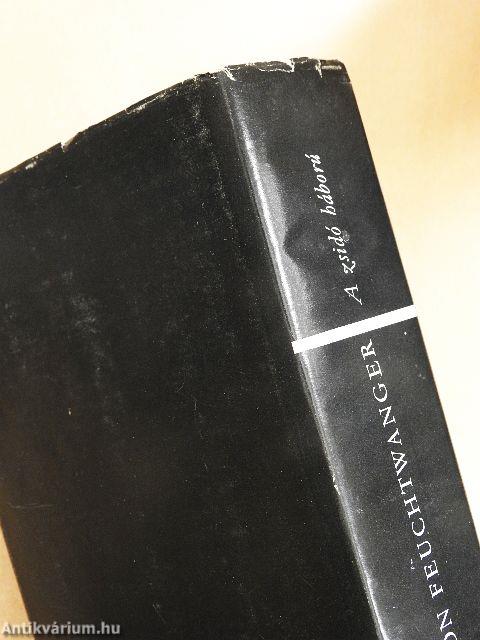 ON FEUCHTWANGER
A zsidó háború
Antikvárium.hu